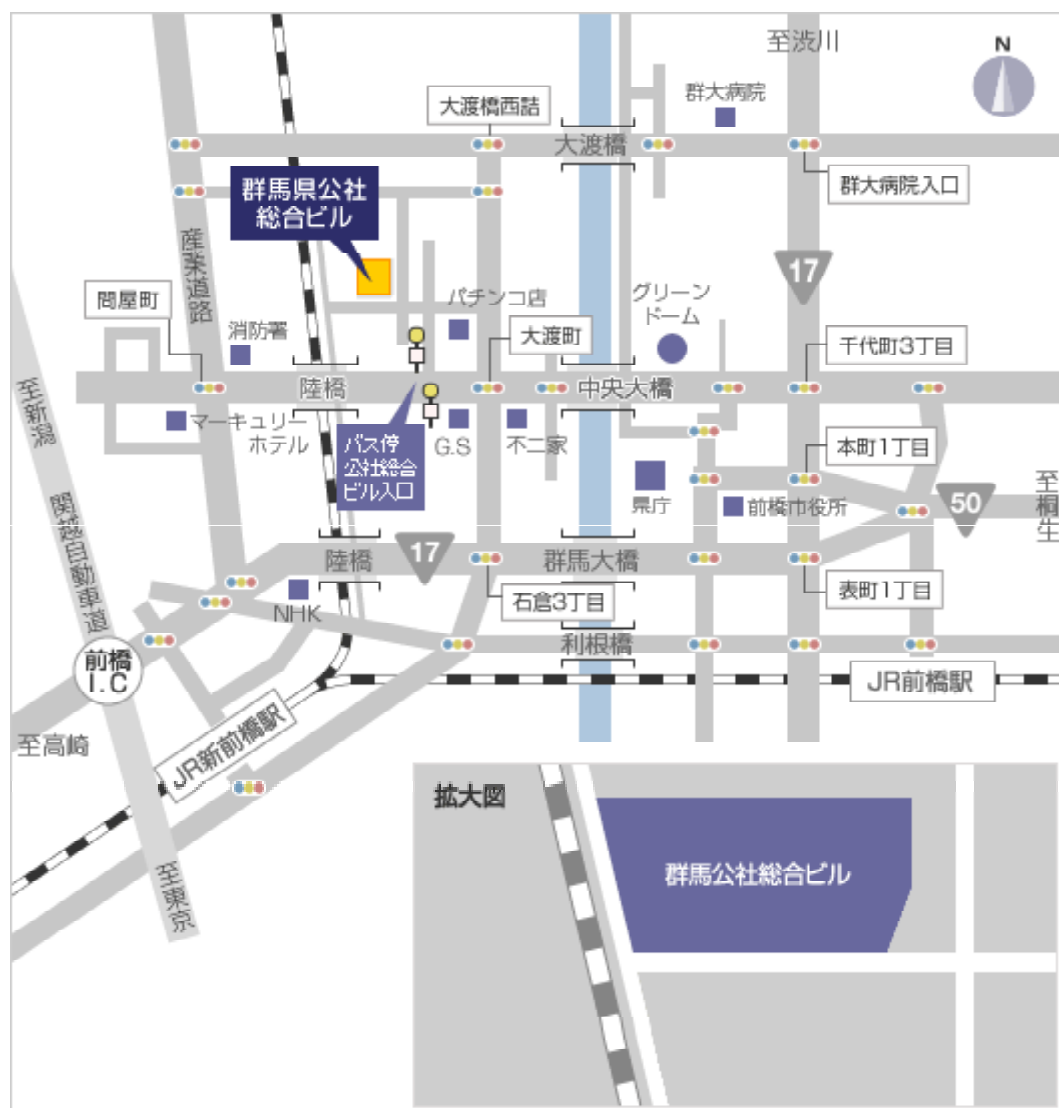 至渋川
N
群大病院
大渡橋西詰
大渡橋
群馬県公社
総合ビル
群大病院入口
産業道路
17
問屋町
消防署
パチンコ店
大渡町
グリーン
ドーム
千代町3丁目
陸橋
中央大橋
至新潟
マーキュリー
ホテル
バス停
公社総合
ビル入口
G.S
不二家
本町1丁目
県庁
前橋市役所
50
至桐生
関越自動車道
陸橋
17
群馬大橋
NHK
石倉3丁目
表町1丁目
利根橋
前橋
I.C
JR前橋駅
至高崎
JR新前橋駅
至東京
拡大図
群馬公社総合ビル